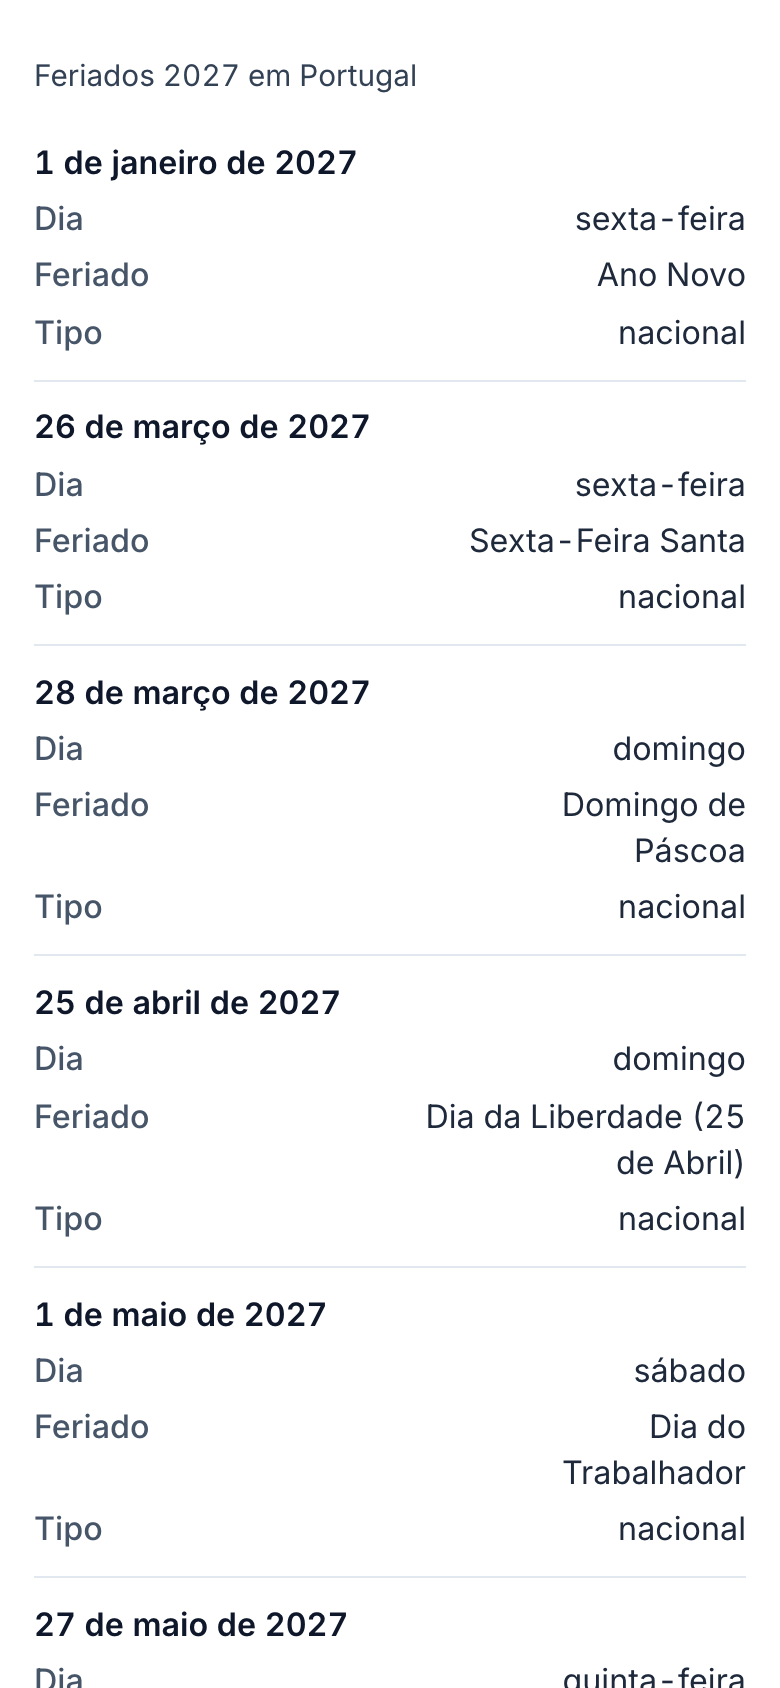 Feriados 2027 em Portugal
1 de janeiro de 2027
Dia sexta-feira
Feriado Ano Novo
Tipo nacional
26 de março de 2027
Dia sexta-feira
Feriado Sexta-Feira Santa
Tipo nacional
28 de março de 2027
Dia domingo
Feriado Domingo de
Páscoa
Tipo nacional
25 de abril de 2027
Dia domingo
Feriado Dia da Liberdade (25
de Abril)
Tipo nacional
1 de maio de 2027
Dia sábado
Feriado Dia do
Trabalhador
Tipo nacional
27 de maio de 2027
Dia quinta-feira